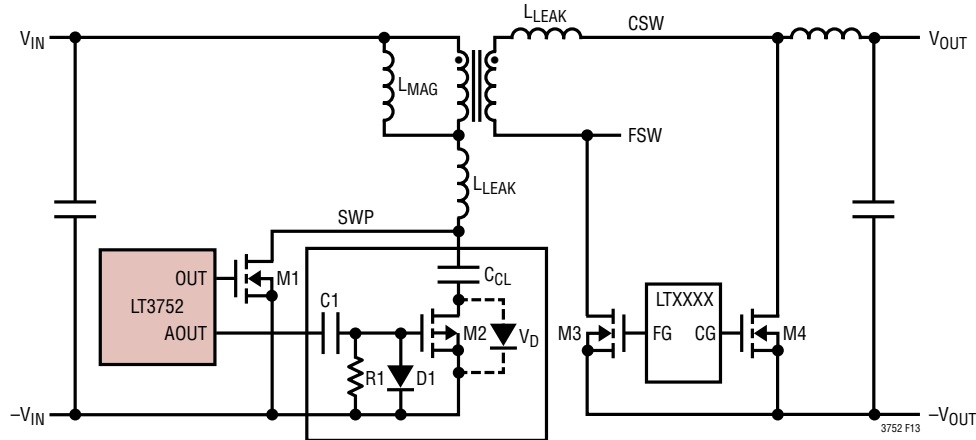 LLEAK
CSW
VIN
VOUT
LMAG
FSW
LLEAK
SWP
OUT
M1
CCL
LT3752
C1
LTXXXX
AOUT
M2
VD
M3
FG
CG
M4
R1
D1
–VIN
–VOUT
3752 F13